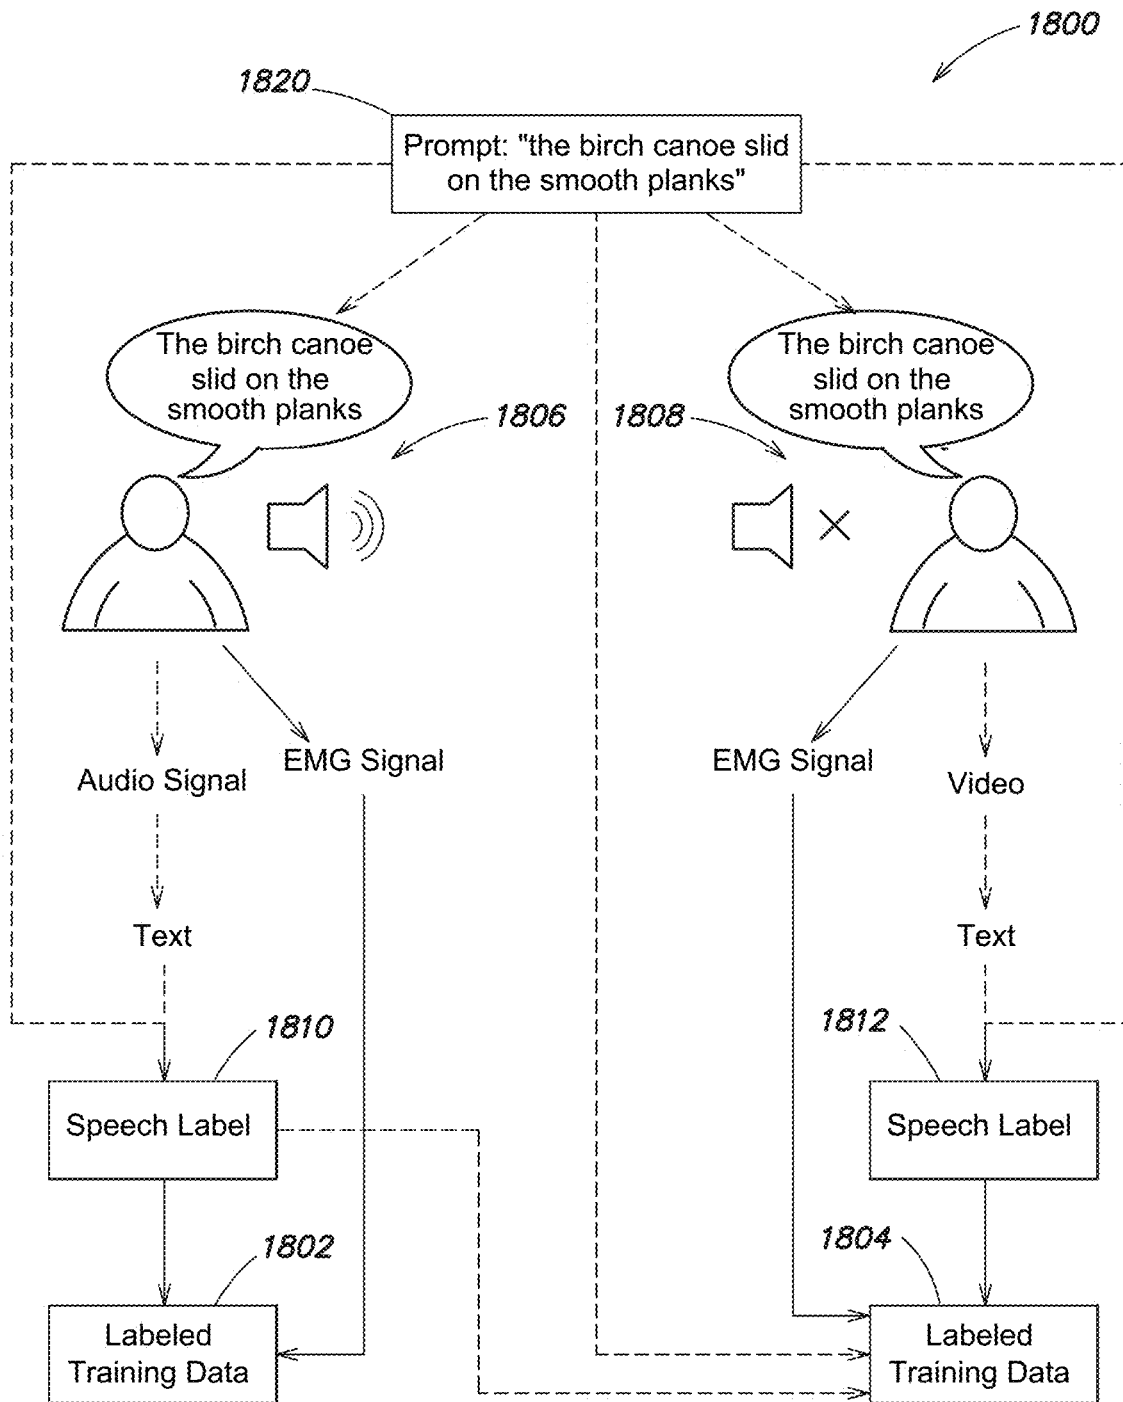 1800
1820
Prompt: "the birch canoe slid
on the smooth planks"
The birch canoe
slid on the
smooth planks
The birch canoe
slid on the
smooth planks
1806
1808
Audio Signal
EMG Signal
EMG Signal
Video
Text
Text
1810
1812
Speech Label
Speech Label
1802
1804
Labeled
Training Data
Labeled
Training Data